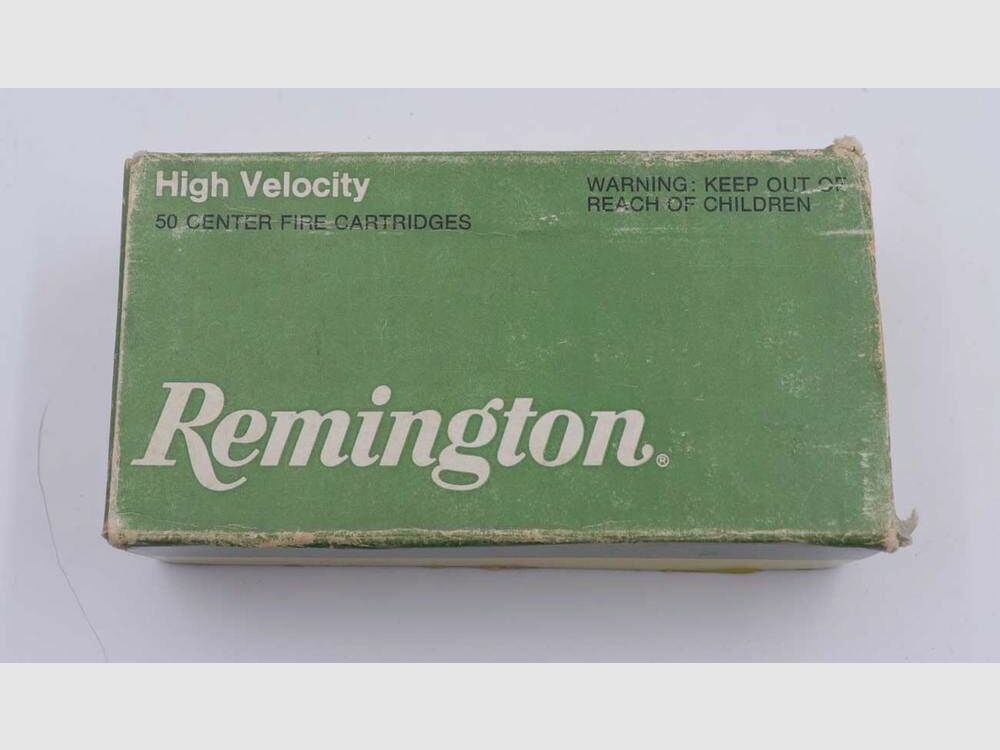 High Velocity
50 CENTER FIRE CARTRIDGES
WARNING: KEEP OUT OF
REACH OF CHILDREN
Remington®